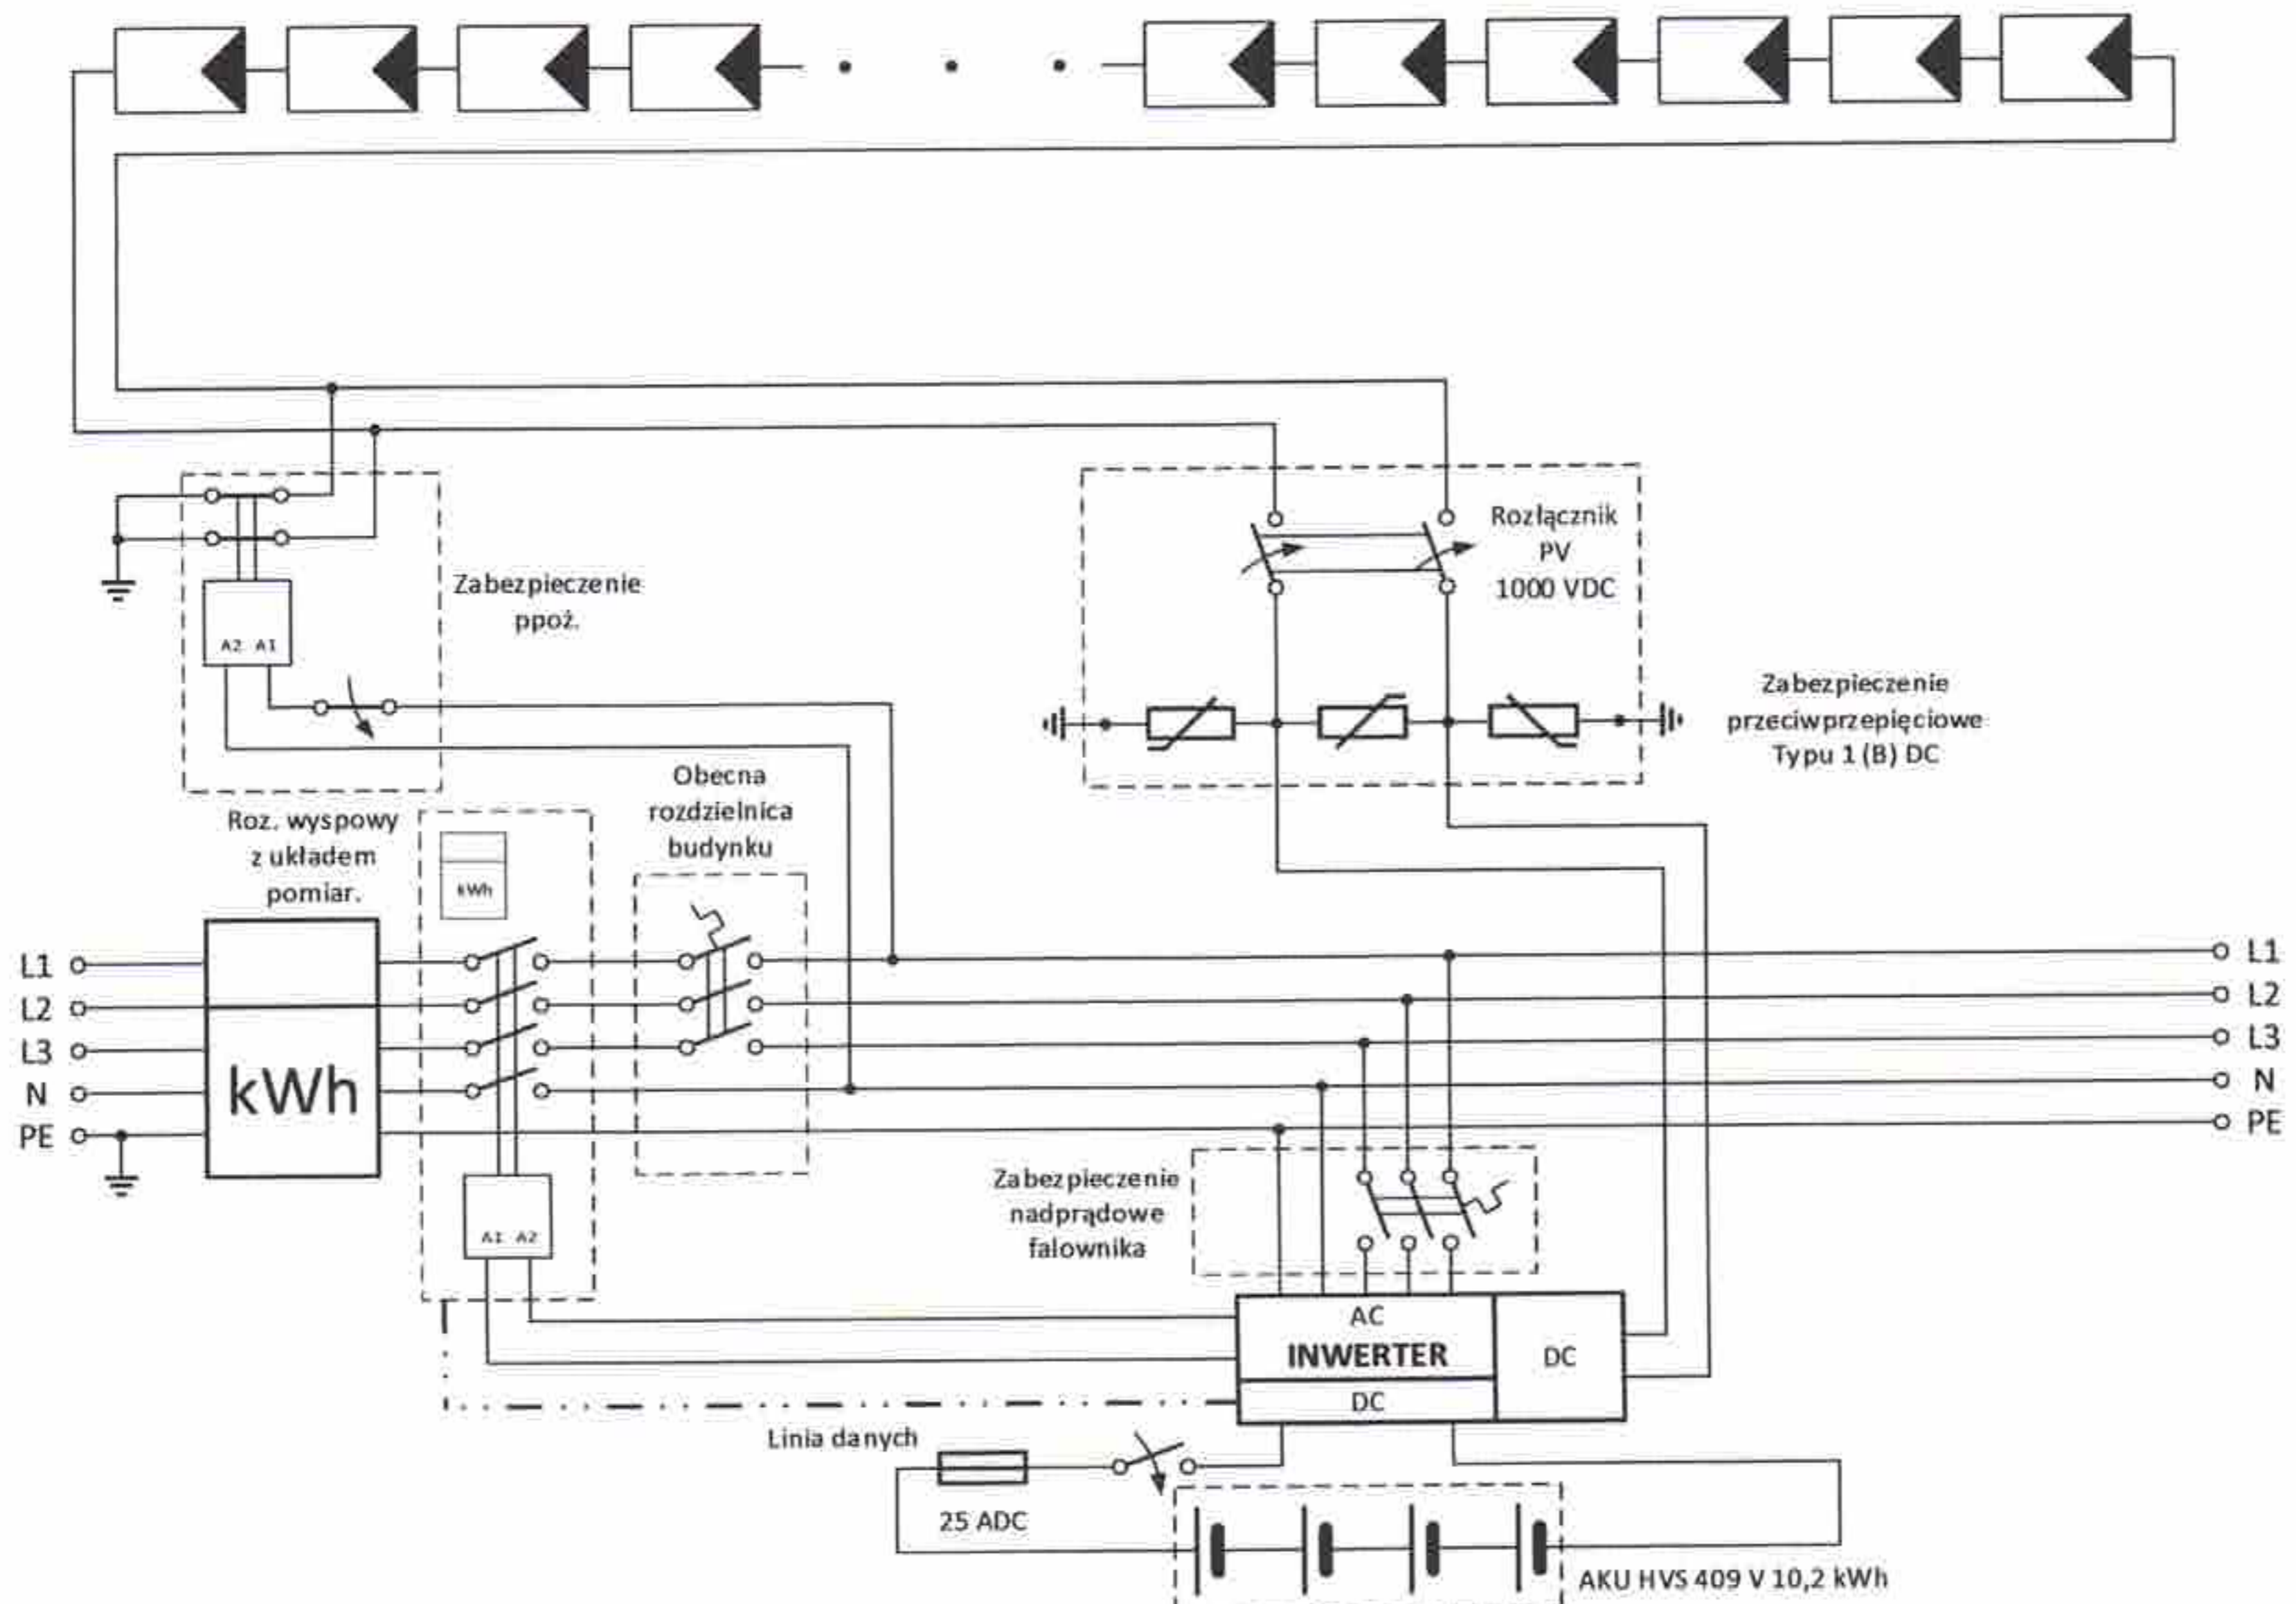 Rozłącznik
PV
1000 VDC
Zabezpieczenie
ppoż.
A2 A1
Zabezpieczenie
przeciwprzepięciowe
Typu 1 (B) DC
Obecna
rozdzielnica
budynku
Roz. wyspowy
z układem
pomiar.
kWh
L1
L2
L3
N
PE
kWh
L1
L2
L3
N
PE
Zabezpieczenie
nadprądowe
falownika
A1 A2
AC
INWERTER
DC
DC
Linia danych
25 ADC
AKU HVS 409 V 10,2 kWh